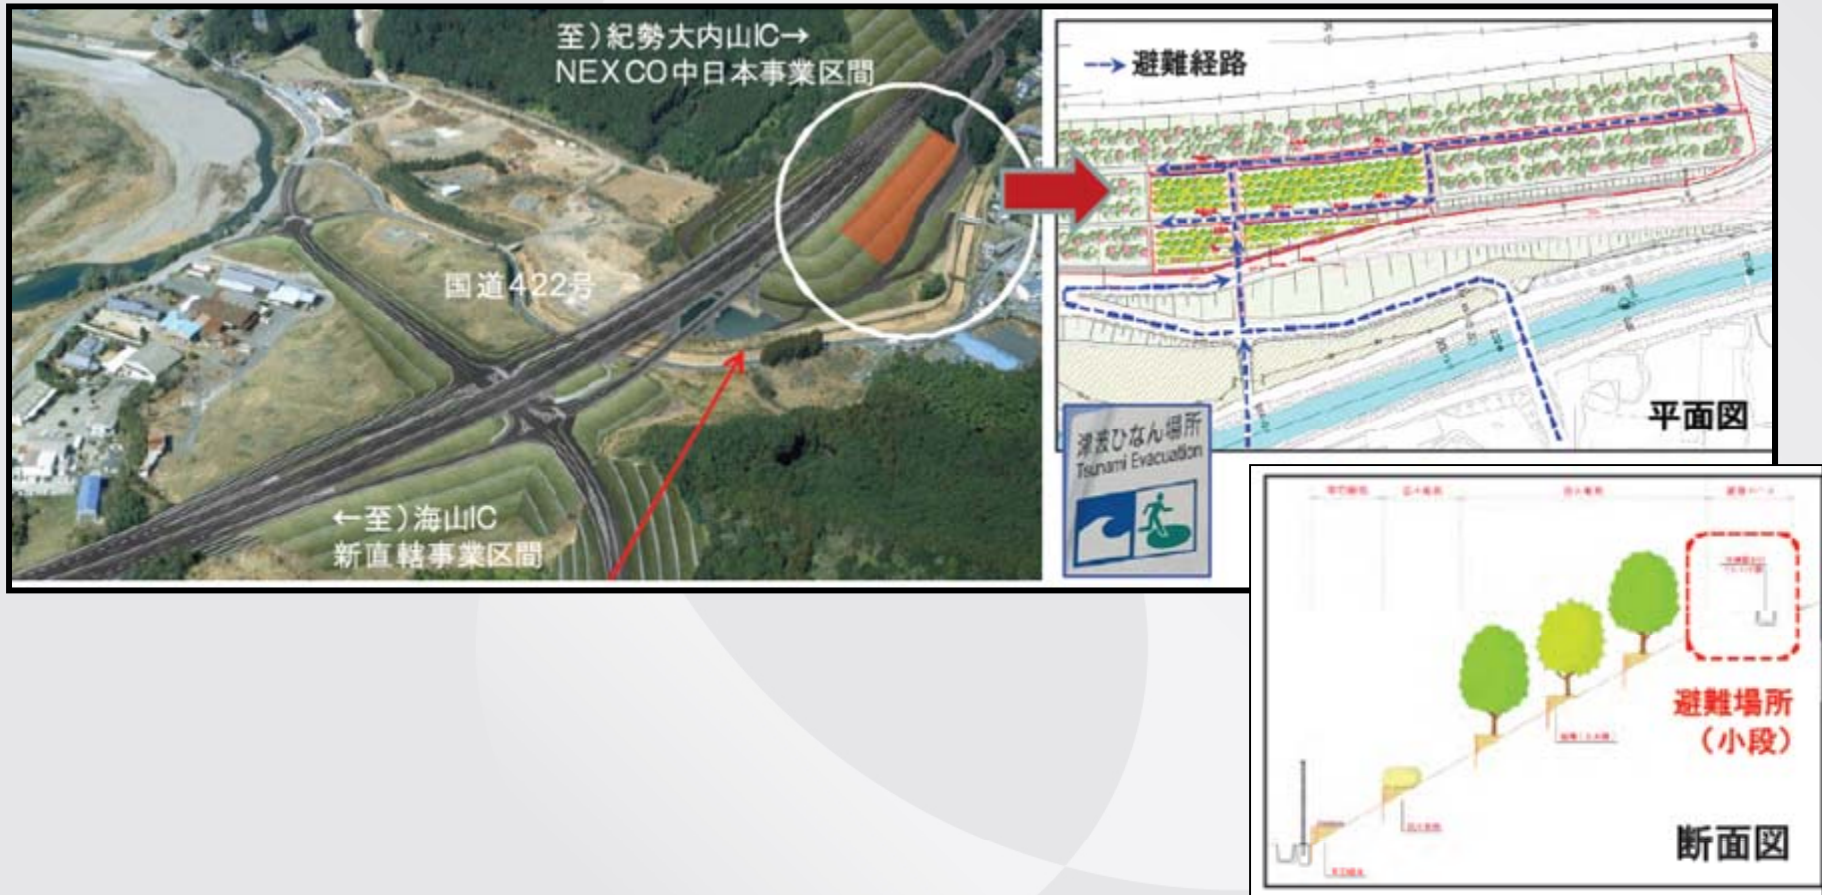 至)紀勢大内山IC→
NEXCO中日本事業区間
国道422号
←至)海山IC
新直轄事業区間
避難経路
平面図
津波ひなん場所
Tsunami Evacuation
避難場所
(小段)
断面図